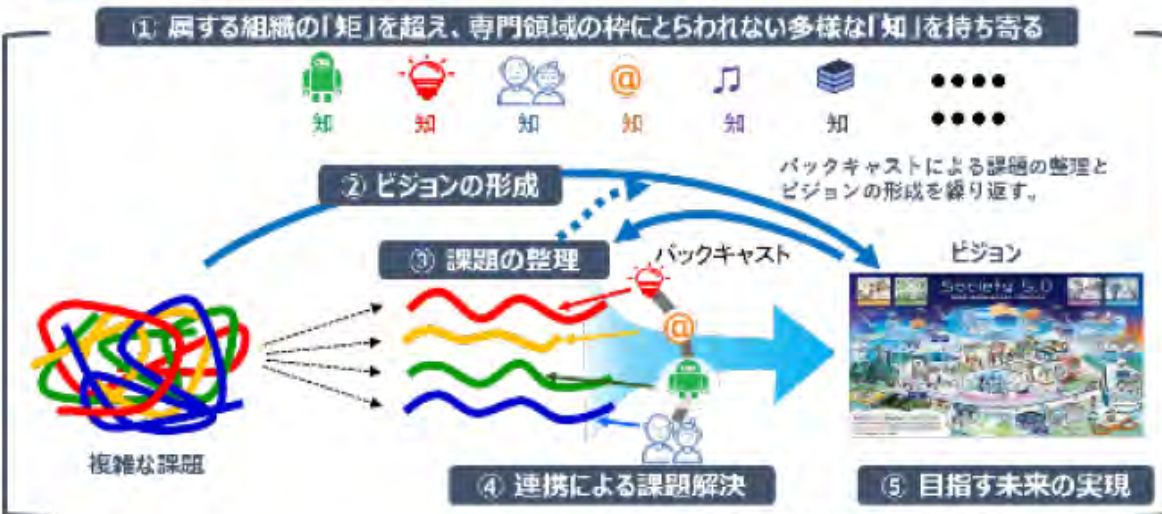 ① 属する組織の「矩」を超え、専門領域の枠にとらわれない多様な「知」を持ち寄る
知 知 知 知 知 知
② ビジョンの形成
バックキャストによる課題の整理と
ビジョンの形成を繰り返す。
③ 課題の整理
バックキャスト
ビジョン
Society 5.0
@
@
複雑な課題
④ 連携による課題解決
⑤ 目指す未来の実現